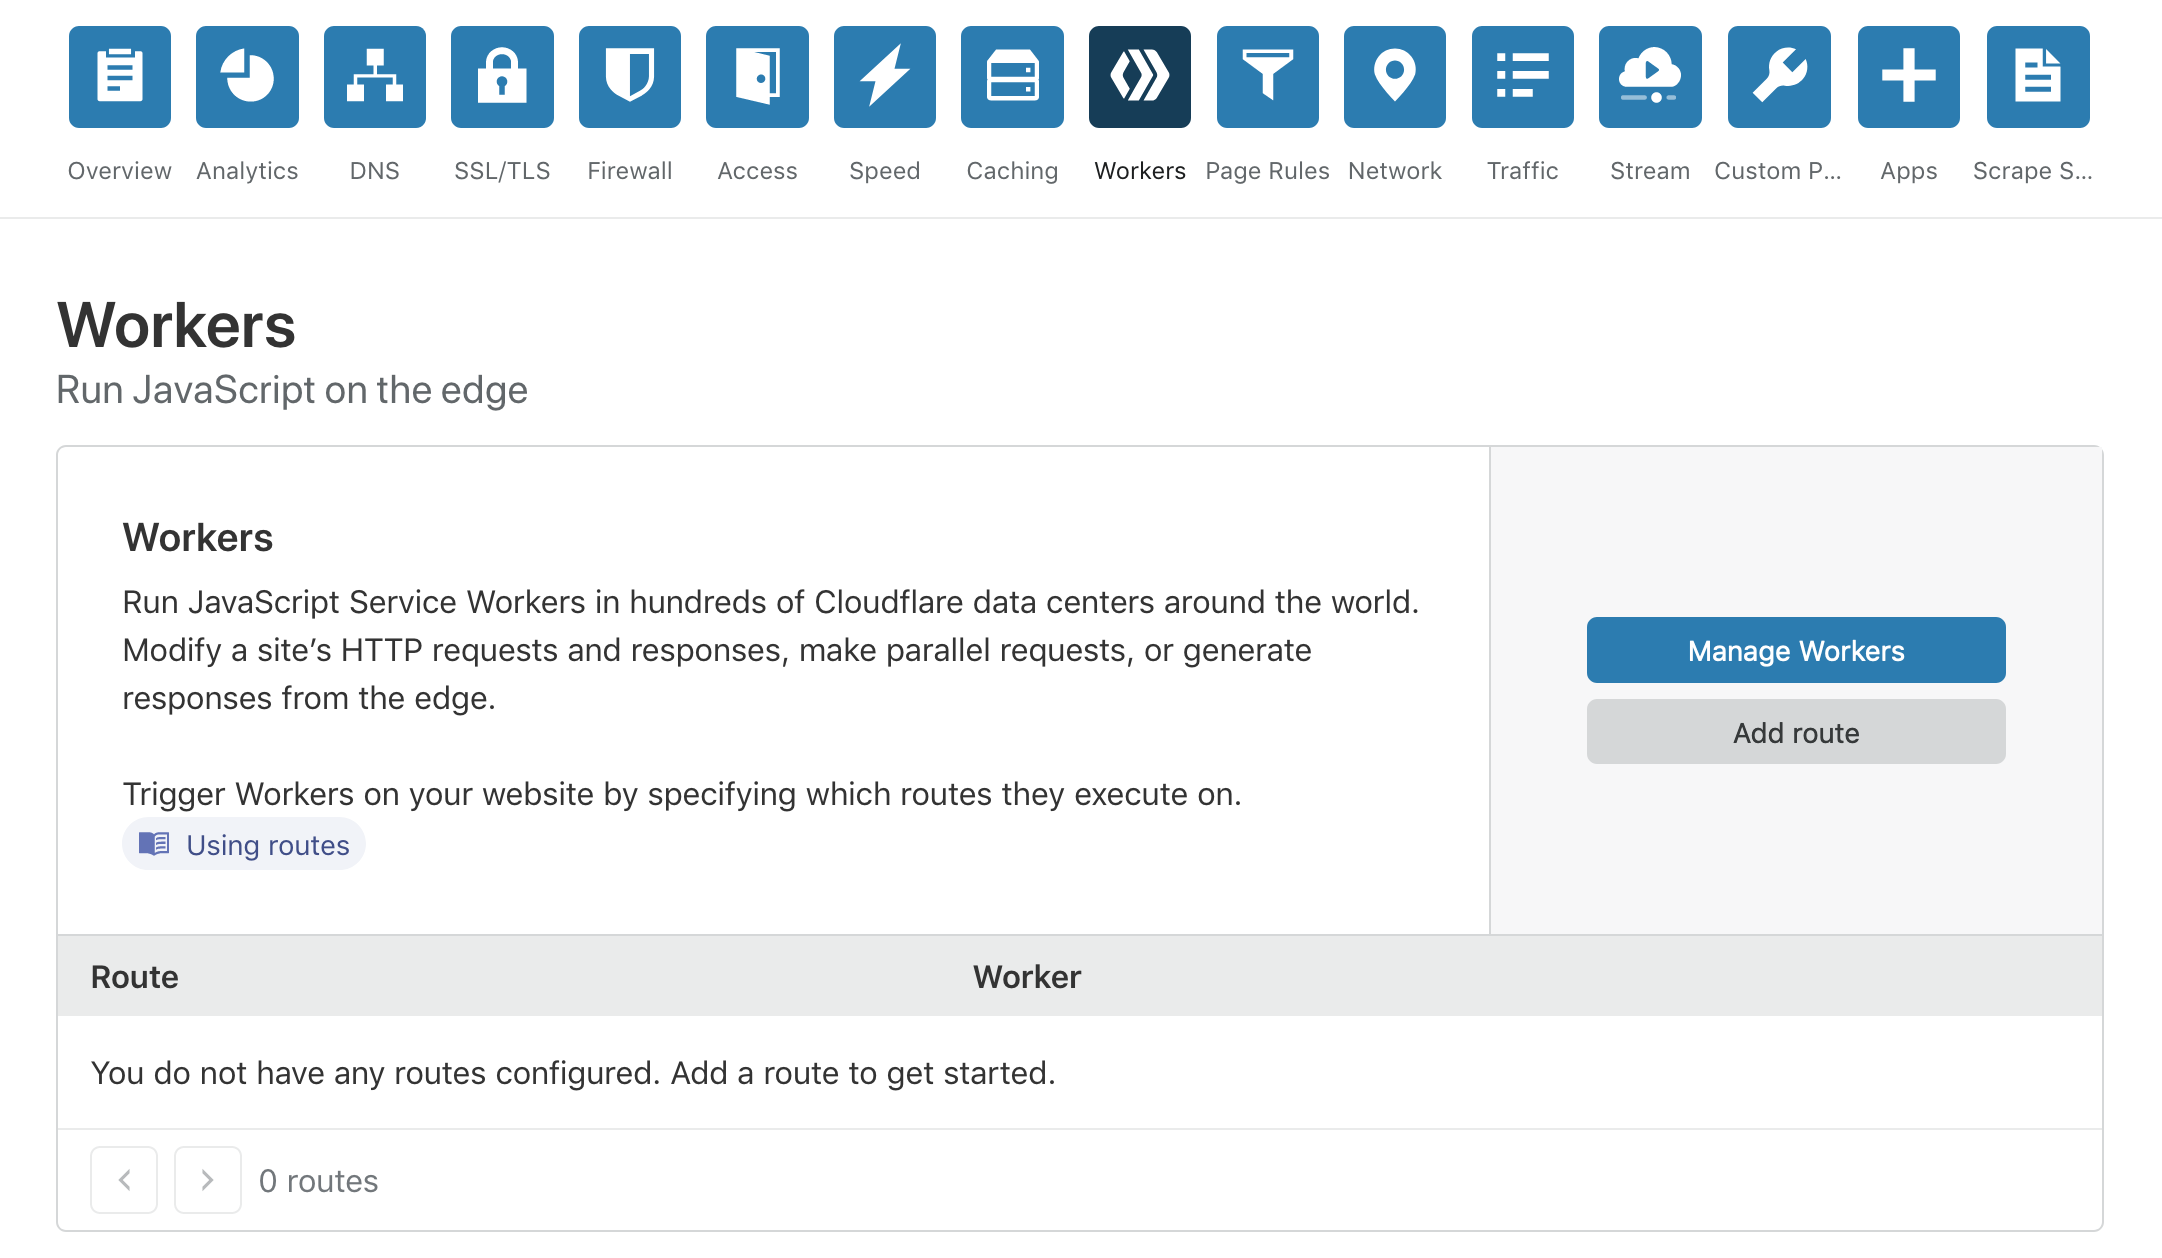 Overview Analytics DNS SSL/TLS Firewall Access Speed Caching Workers Page Rules Network Traffic Stream Custom P... Apps Scrape S...
Workers
Run JavaScript on the edge
Workers
Run JavaScript Service Workers in hundreds of Cloudflare data centers around the world.
Modify a site’s HTTP requests and responses, make parallel requests, or generate
responses from the edge.
Trigger Workers on your website by specifying which routes they execute on.
Using routes
Manage Workers
Add route
Route Worker
You do not have any routes configured. Add a route to get started.
0 routes